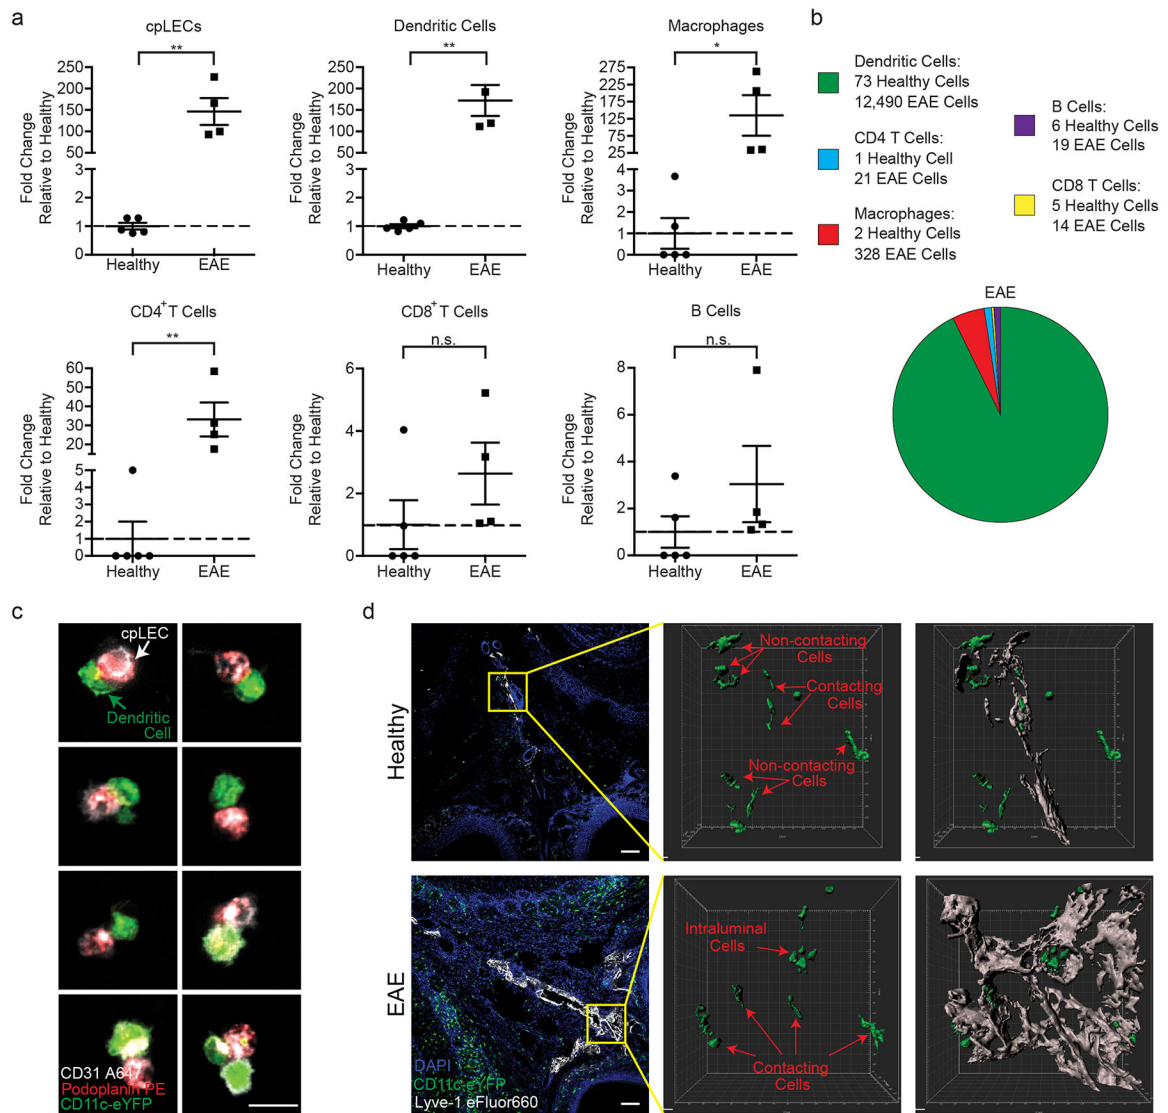 a
cpLECs
**
Fold Change
Relative to Healthy
250
200
150
100
50
4
3
2
1
0
Healthy
EAE
Dendritic Cells
**
Fold Change
Relative to Healthy
250
200
150
100
50
4
3
2
1
0
Healthy
EAE
Macrophages
*
Fold Change
Relative to Healthy
275
225
175
125
75
25
4
3
2
1
0
Healthy
EAE
CD4+T Cells
**
Fold Change
Relative to Healthy
60
50
40
30
20
10
5
4
3
2
1
0
Healthy
EAE
CD8+T Cells
n.s.
Fold Change
Relative to Healthy
6
4
2
0
Healthy
EAE
B Cells
n.s.
Fold Change
Relative to Healthy
8
6
4
2
0
Healthy
EAE
b
Dendritic Cells:
73 Healthy Cells
12,490 EAE Cells
CD4 T Cells:
1 Healthy Cell
21 EAE Cells
Macrophages:
2 Healthy Cells
328 EAE Cells
B Cells:
6 Healthy Cells
19 EAE Cells
CD8 T Cells:
5 Healthy Cells
14 EAE Cells
EAE
c
cpLEC
Dendritic
Cell
CD31 A647
Podoplanin PE
CD11c-eYFP
d
Healthy
Non-contacting
Cells
Contacting
Cells
Non-contacting
Cells
EAE
DAPI
CD11c-eYFP
Lyve-1 eFluor660
Intraluminal
Cells
Contacting
Cells